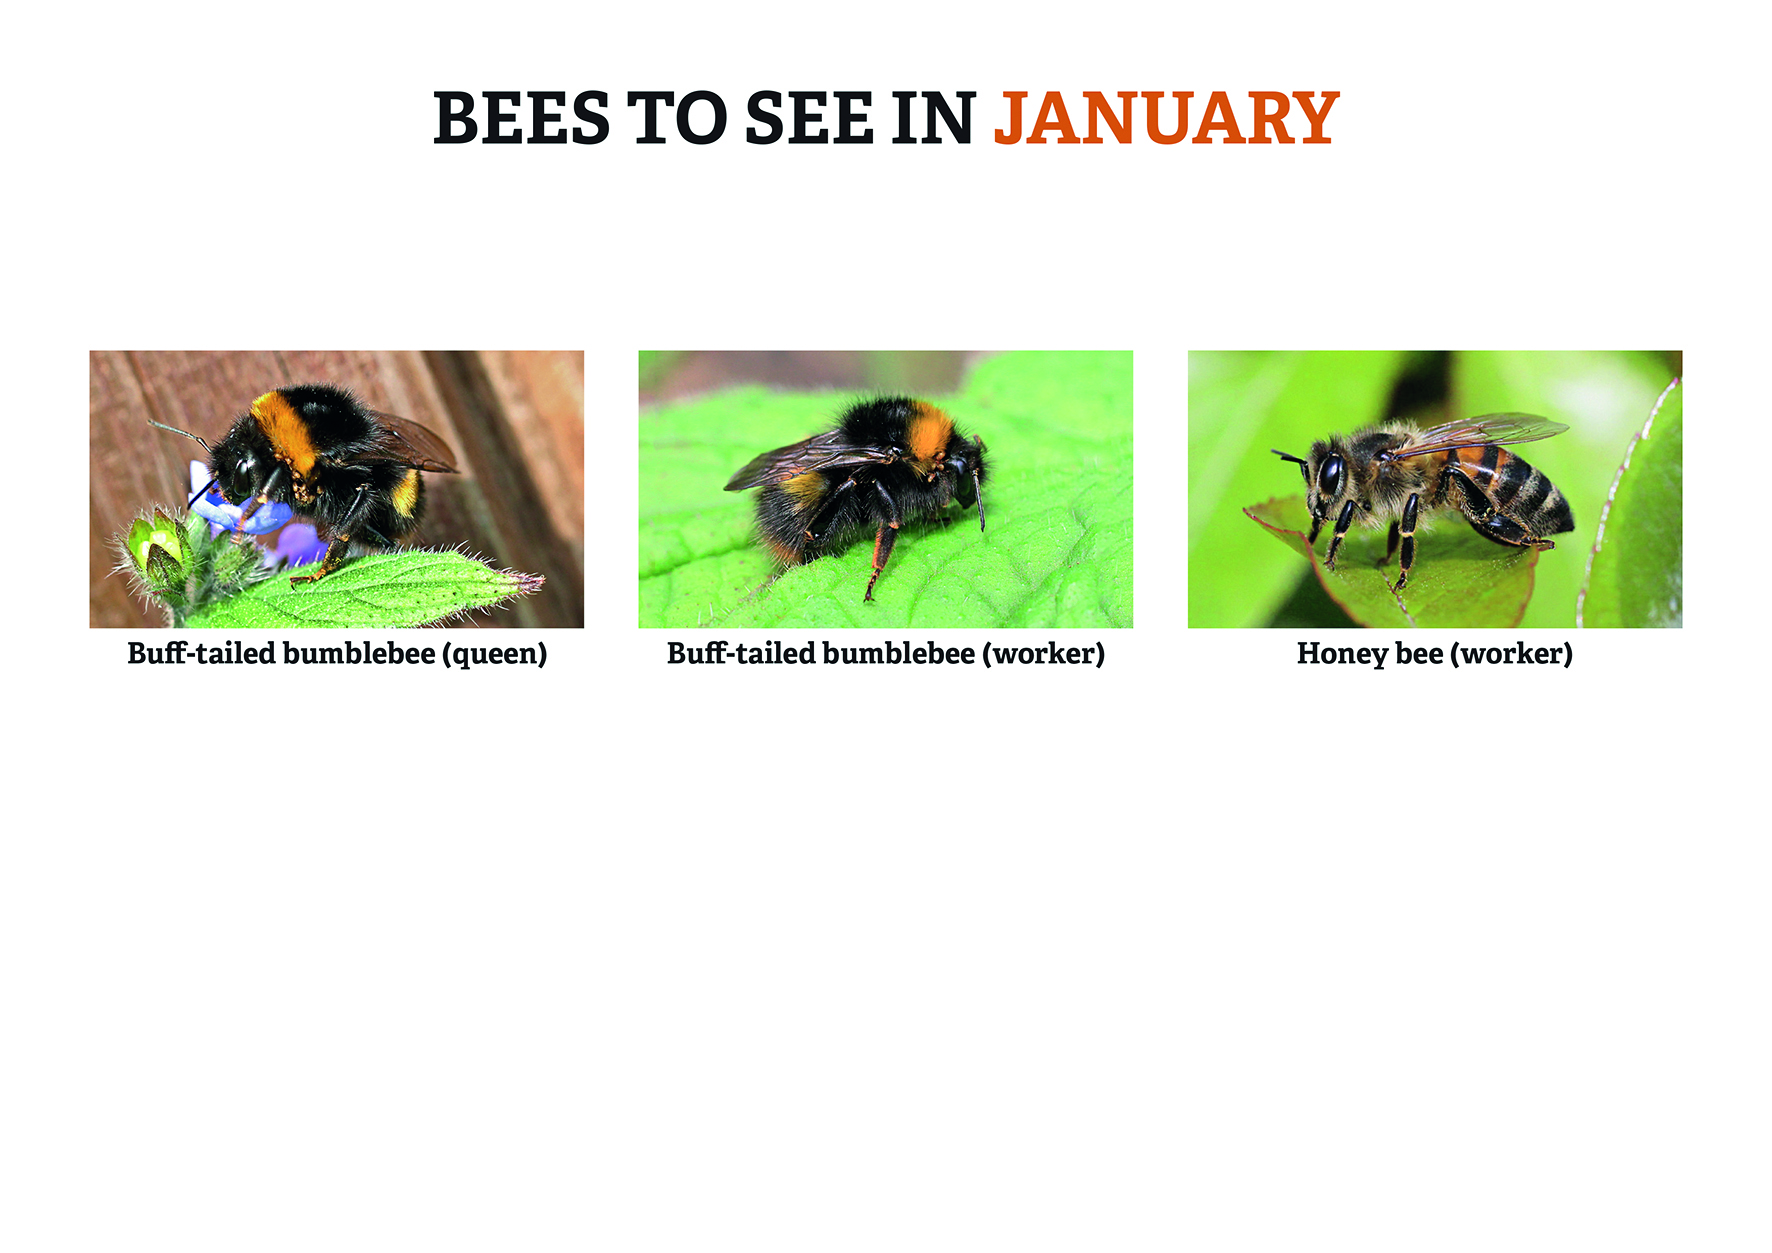 BEES TO SEE IN JANUARY
Buff-tailed bumblebee (queen)
Buff-tailed bumblebee (worker)
Honey bee (worker)